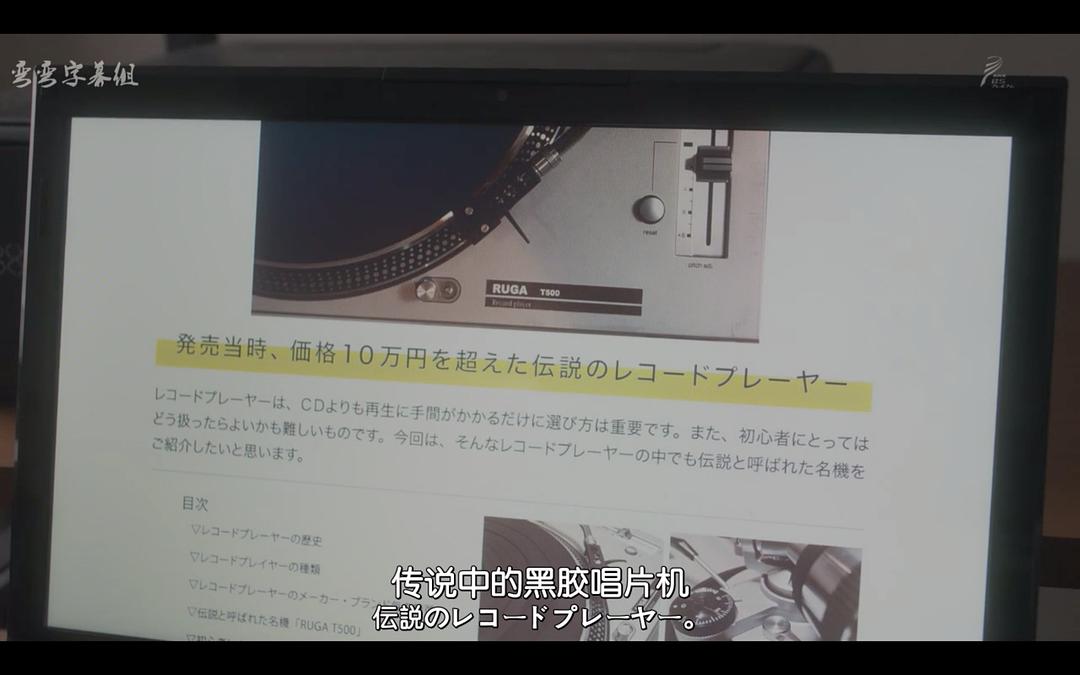 弯弯字幕组
BS
reset
pitch adj.
RUGA T500
Record player
発売当時、価格10万円を超えた伝説のレコードプレーヤー
レコードプレーヤーは、CDよりも再生に手間がかかるだけに選び方は重要です。また、初心者にとっては
どう扱ったらよいかも難しいものです。今回は、そんなレコードプレーヤーの中でも伝説と呼ばれた名機を
ご紹介したいと思います。
目次
▽レコードプレーヤーの歴史
▽レコードプレイヤーの種類
▽レコードプレーヤーのメーカー・ブランド
▽伝説と呼ばれた名機「RUGA T500」
传说中的黑胶唱片机
伝説のレコードプレーヤー。